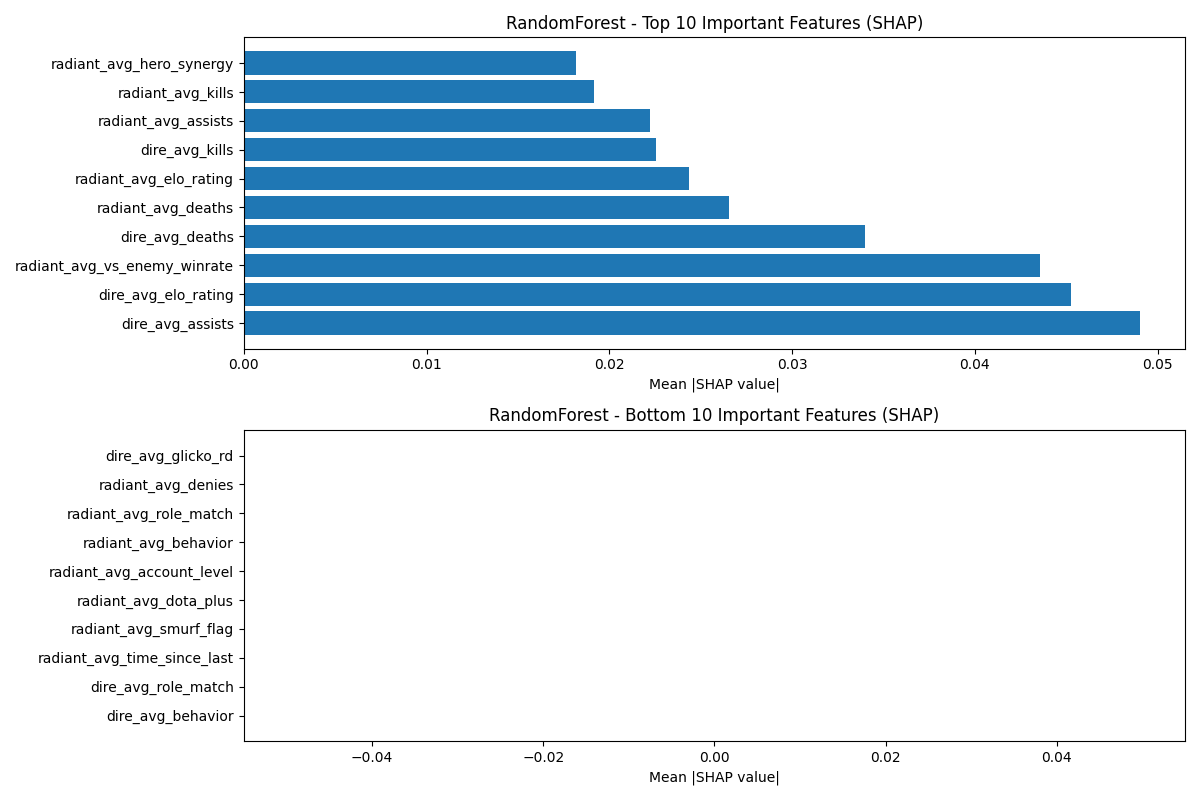 RandomForest - Top 10 Important Features (SHAP)
radiant_avg_hero_synergy
radiant_avg_kills
radiant_avg_assists
dire_avg_kills
radiant_avg_elo_rating
radiant_avg_deaths
dire_avg_deaths
radiant_avg_vs_enemy_winrate
dire_avg_elo_rating
dire_avg_assists
0.00 0.01 0.02 0.03 0.04 0.05
Mean |SHAP value|
RandomForest - Bottom 10 Important Features (SHAP)
dire_avg_glicko_rd
radiant_avg_denies
radiant_avg_role_match
radiant_avg_behavior
radiant_avg_account_level
radiant_avg_dota_plus
radiant_avg_smurf_flag
radiant_avg_time_since_last
dire_avg_role_match
dire_avg_behavior
−0.04 −0.02 0.00 0.02 0.04
Mean |SHAP value|